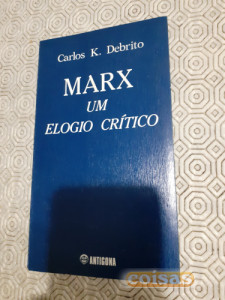 Carlos K. Debrito
MARX
UM
ELOGIO CRÍTICO
ANTIGONA
coisas